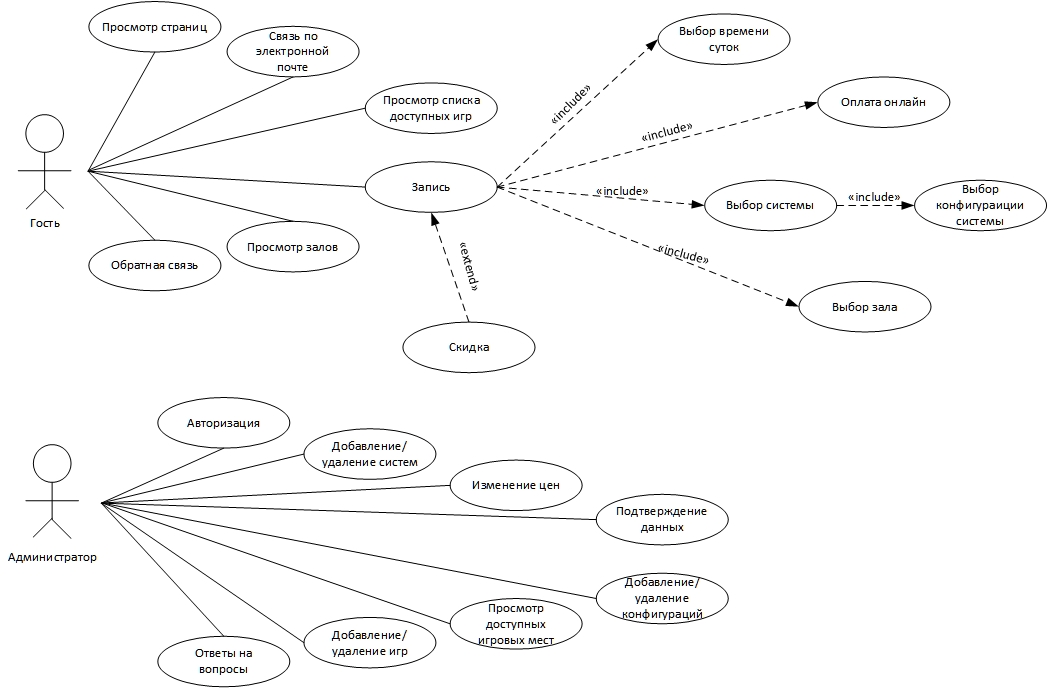 Просмотр страниц
Связь по
электронной
почте
Просмотр списка
доступных игр
Запись
Просмотр залов
Обратная связь
Гость
Выбор времени
суток
Оплата онлайн
Выбор системы
Выбор
конфигураиции
системы
Выбор зала
Скидка
«include»
«include»
«include»
«include»
«include»
«extend»
Авторизация
Добавление/
удаление систем
Изменение цен
Подтверждение
данных
Добавление/
удаление
конфигураций
Просмотр
доступных
игровых мест
Добавление/
удаление игр
Ответы на
вопросы
Администратор